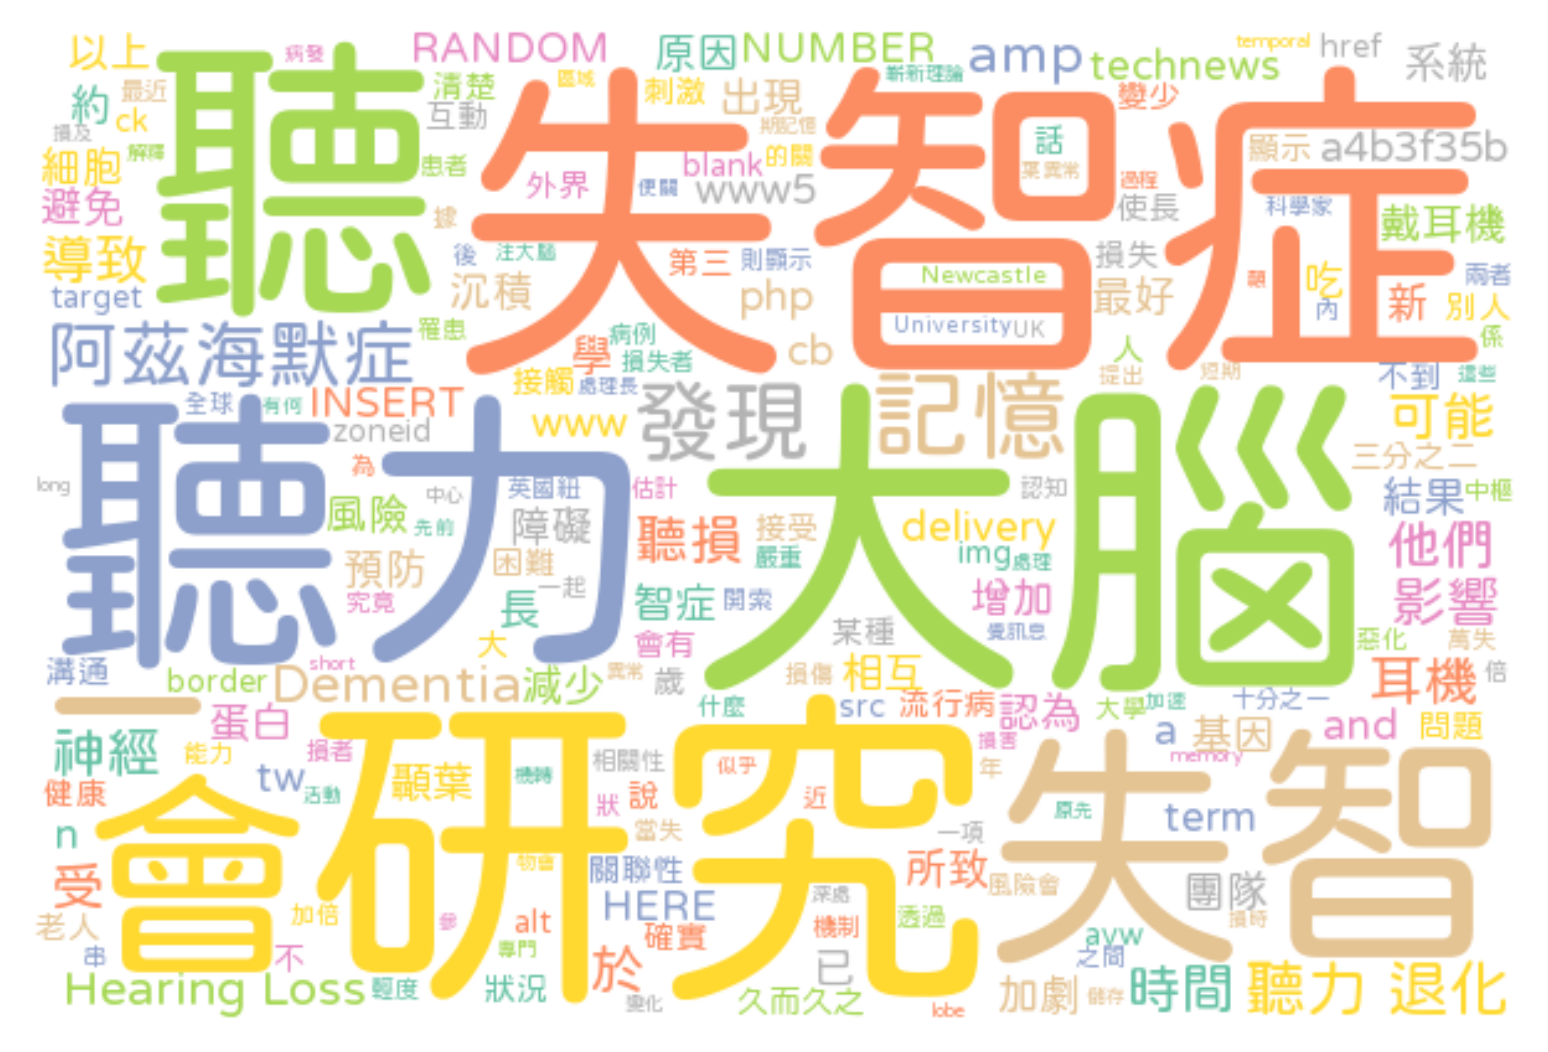 以上
病發
RANDOM
原因
NUMBER
amp
technews
temporal
href
系統
聽
失智症
約
最近
ck
損及
清楚
互動
區域
刺激
出現
期記憶
嶄新理論
變少
細胞
解釋
患者
blank
的關
話
葉異常
顯示
a4b3f35b
避免
據
外界
便關
www5
過程
使長
科學家
戴耳機
導致
後
注大腦
第三
則顯示
Newcastle
損失
吃
兩者
target
沉積
php
University
UK
最好
顳
內
新
別人
阿茲海默症
罹患
學
病例
損失者
cb
人
係
接觸
處理長
提出
短期
不到
這些
全球
有何
INSERT
www
發現
記憶
可能
zoneid
聽力
大腦
三分之二
long
為
中心
英國紐
估計
認知
結果
中樞
風險
先前
障礙
聽損
接受
delivery
他們
預防
困難
嚴重
img
處理
究竟
一起
長
智症
開索
增加
影響
大
會有
某種
受訊息
惡化
萬失
溝通
short
border
Dementia
減少
異常
歲
損傷
相互
耳機
倍
一
什麼
src
流行病
認為
大學
加速
十分之一
蛋白
研究
a
基因
and
問題
神經
能力
損者
相關性
似乎
損害
年
memory
失智
健康
tw
活動
顳葉
機轉
狀
說
近
原先
term
n
會
當失
一項
受
物會
關聯性
所致
風險會
團隊
損時
老人
加倍
參
alt
HERE
深處
透過
機制
確實
avw
之間
串
不
專門
於
已
Hearing Loss
輕度
狀況
變化
久而久之
lobe
加劇
儲存
時間
聽力 退化